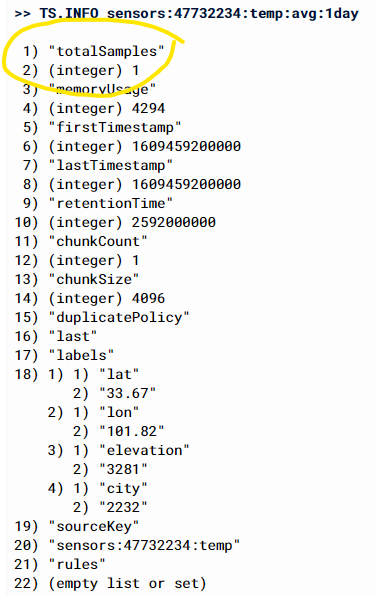 >> TS.INFO sensors:47732234:temp:avg:1day
1) "totalSamples"
2) (integer) 1
3) "memoryUsage"
4) (integer) 4294
5) "firstTimestamp"
6) (integer) 1609459200000
7) "lastTimestamp"
8) (integer) 1609459200000
9) "retentionTime"
10) (integer) 2592000000
11) "chunkCount"
12) (integer) 1
13) "chunkSize"
14) (integer) 4096
15) "duplicatePolicy"
16) "last"
17) "labels"
18) 1) 1) "lat"
2) "33.67"
2) 1) "lon"
2) "101.82"
3) 1) "elevation"
2) "3281"
4) 1) "city"
2) "2232"
19) "sourceKey"
20) "sensors:47732234:temp"
21) "rules"
22) (empty list or set)